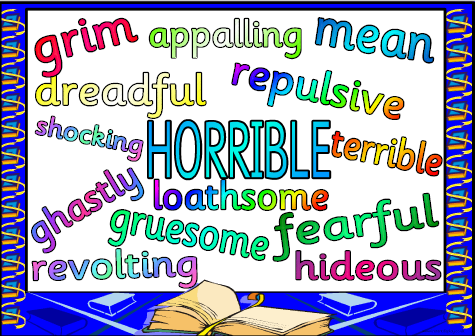 grim appalling mean
dreadful repulsive
shocking HORRIBLE terrible
ghastly loathsome
gruesome fearful
revolting hideous